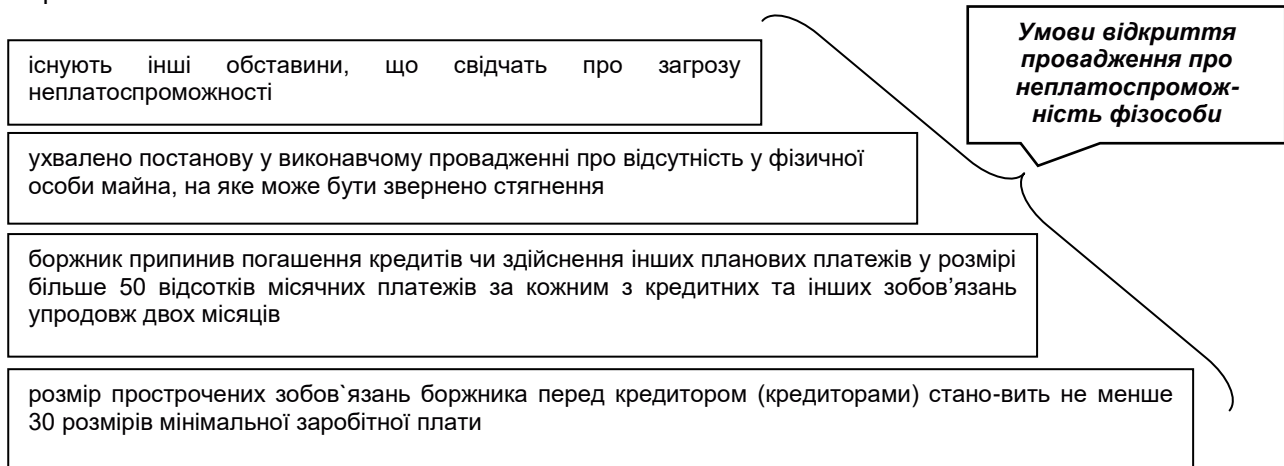 Умови відкриття
провадження про
неплатоспромож-
ність фізособи
існують інші обставини, що свідчать про загрозу
неплатоспроможності
ухвалено постанову у виконавчому провадженні про відсутність у фізичної
особи майна, на яке може бути звернено стягнення
боржник припинив погашення кредитів чи здійснення інших планових платежів у розмірі
більше 50 відсотків місячних платежів за кожним з кредитних та інших зобов’язань
упродовж двох місяців
розмір прострочених зобов`язань боржника перед кредитором (кредиторами) стано-вить не менше
30 розмірів мінімальної заробітної плати